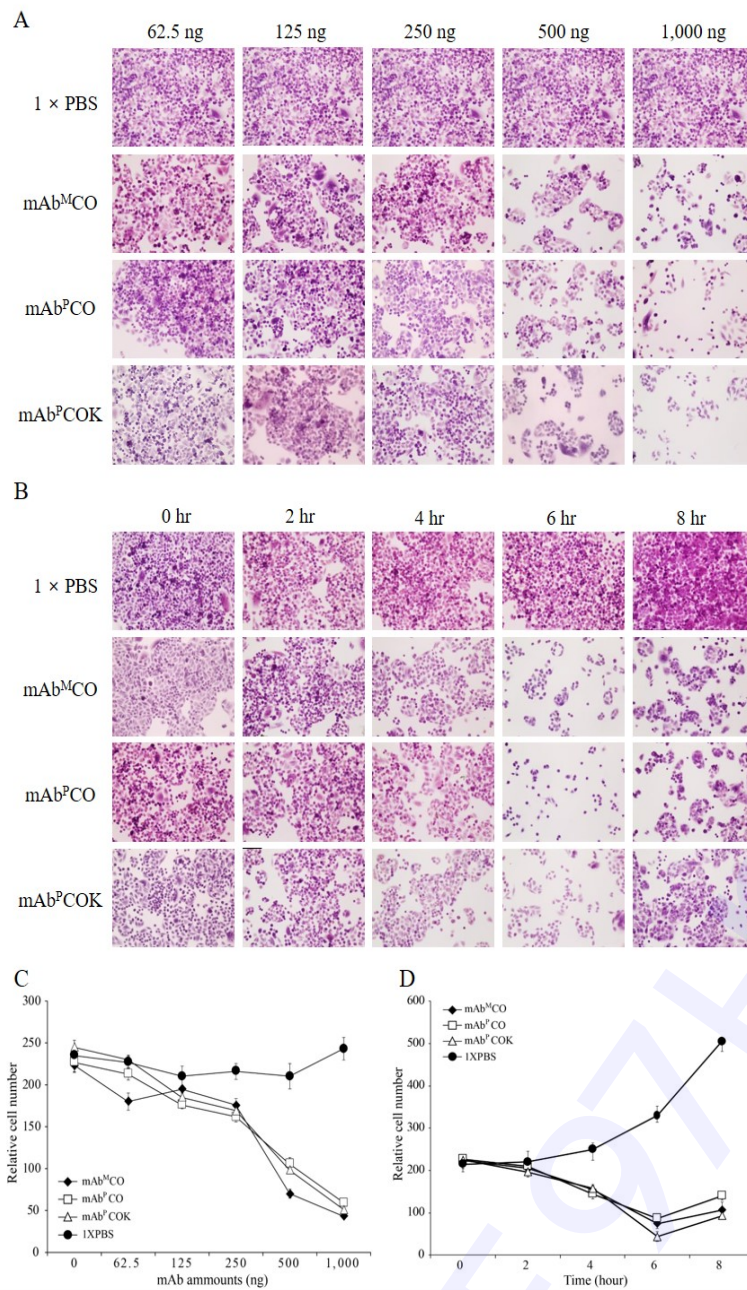 A
62.5 ng 125 ng 250 ng 500 ng 1,000 ng
1 × PBS
mAbᴹCO
mAbᴾCO
mAbᴾCOK
B
0 hr 2 hr 4 hr 6 hr 8 hr
1 × PBS
mAbᴹCO
mAbᴾCO
mAbᴾCOK
C
300
250
200
150
100
50
0
Relative cell number
mAbᴹCO
mAbᴾCO
mAbᴾCOK
1XPBS
0 62.5 125 250 500 1,000
mAb ammounts (ng)
D
600
500
400
300
200
100
0
Relative cell number
mAbᴹCO
mAbᴾCO
mAbᴾCOK
1XPBS
0 2 4 6 8
Time (hour)